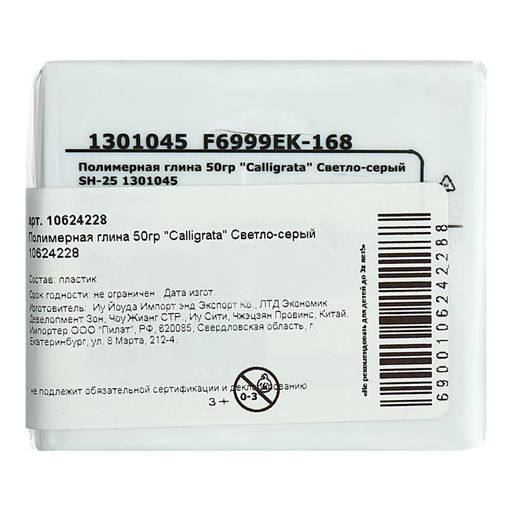 1301045 F6999EK-168
Полимерная глина 50гр "Calligrata" Светло-серый
SH-25 1301045
арт. 10624228
Полимерная глина 50гр "Calligrata" Светло-серый
10624228
Состав: пластик
Срок годности: не ограничен Дата изгот.
Изготовитель: Иу Йоуда Импорт энд Экспорт Ко., ЛТД Экономик
Девелопмент Зон, Чоу Жианг СТР., Иу Сити, Чжэцзян Провинс, Китай.
Импортер ООО "Пилат", РФ, 620085, Свердловская область, г.
Екатеринбург, ул. 8 Марта, 212-4.
не подлежит обязательной сертификации и декларированию
3+
0-3
«Не рекомендовано для детей до 3х лет!»
6900106242288